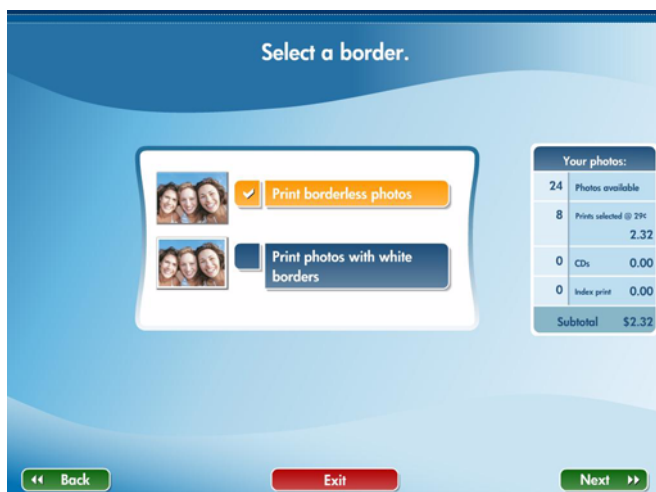 Select a border.
Print borderless photos
Print photos with white
borders
Your photos:
24 Photos available
8 Prints selected @ 29¢
2.32
0 CDs 0.00
0 Index print 0.00
Subtotal $2.32
Back
Exit
Next